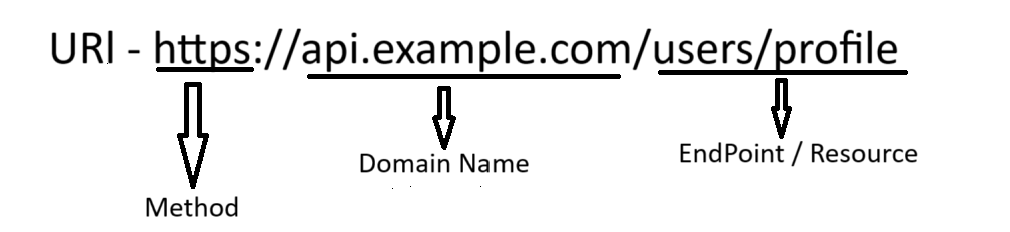 URl - https://api.example.com/users/profile
Domain Name
EndPoint / Resource
Method